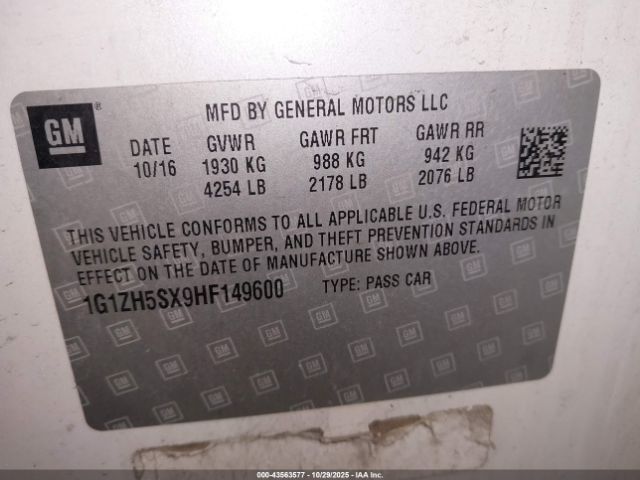 GM ®
MFD BY GENERAL MOTORS LLC
DATE GVWR GAWR FRT GAWR RR
10/16 1930 KG 988 KG 942 KG
4254 LB 2178 LB 2076 LB
THIS VEHICLE CONFORMS TO ALL APPLICABLE U.S. FEDERAL MOTOR
VEHICLE SAFETY, BUMPER, AND THEFT PREVENTION STANDARDS IN
EFFECT ON THE DATE OF MANUFACTURE SHOWN ABOVE.
1G1ZH5SX9HF149600 TYPE: PASS CAR
000-43563577 - 10/29/2025 - IAAI.COM